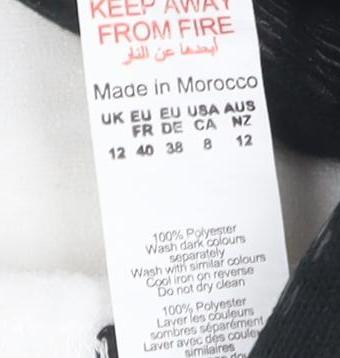 KEEP AWAY
FROM FIRE
أبعدها عن النار
Made in Morocco
UK EU EU USA AUS
FR DE CA NZ
12 40 38 8 12
100% Polyester
Wash dark colours
separately
Wash with similar colours
Cool iron on reverse
Do not dry clean
100% Polyester
Laver les couleurs
sombres séparément
Laver avec des couleu
similaires